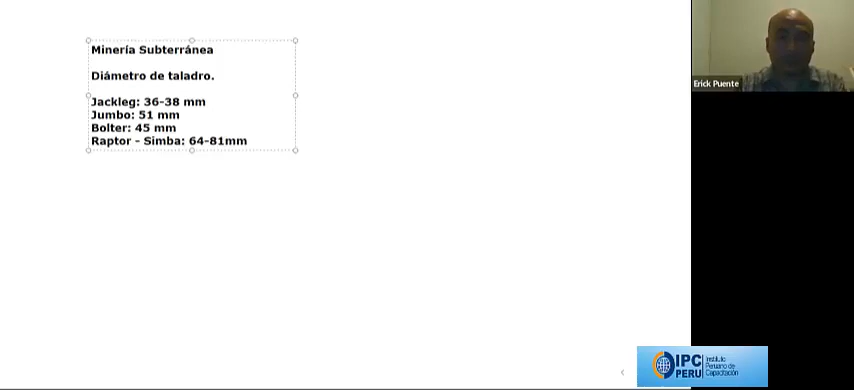 Minería Subterránea
Diámetro de taladro.
Jackleg: 36-38 mm
Jumbo: 51 mm
Bolter: 45 mm
Raptor - Simba: 64-81mm
Erick Puente
IPC
PERU
Instituto
Peruano de
Capacitación